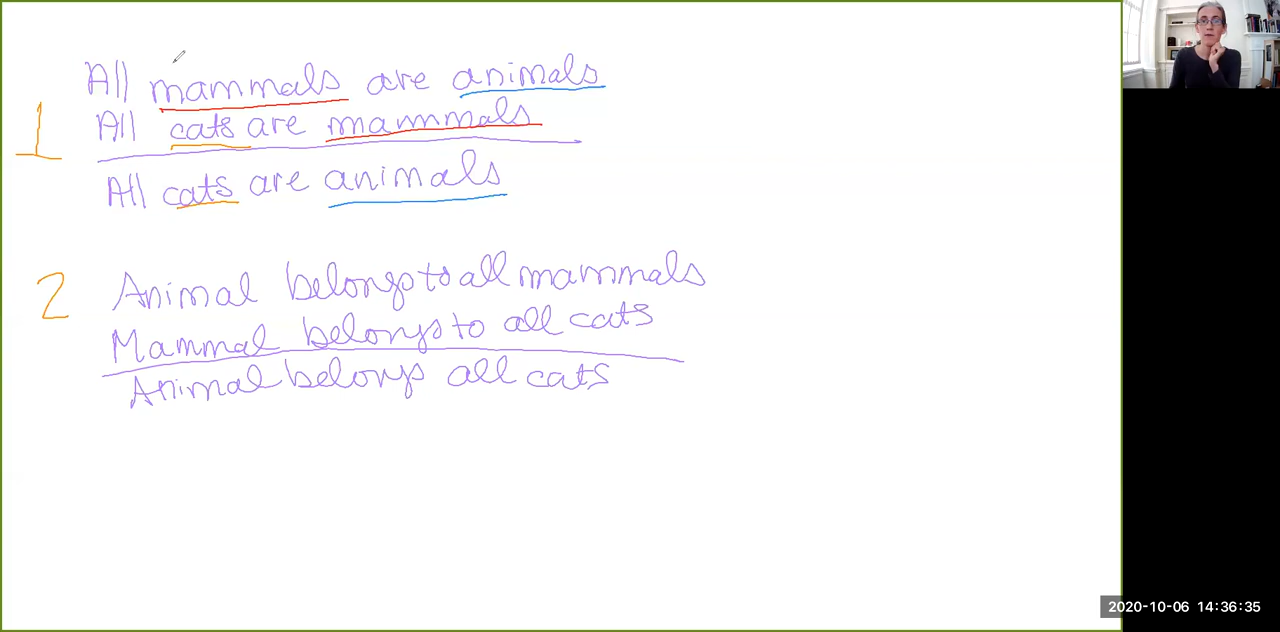 All mammals are animals
1
All cats are mammals
All cats are animals
2
Animal belongs to all mammals
Mammal belongs to all cats
Animal belongs all cats
2020-10-06 14:36:35